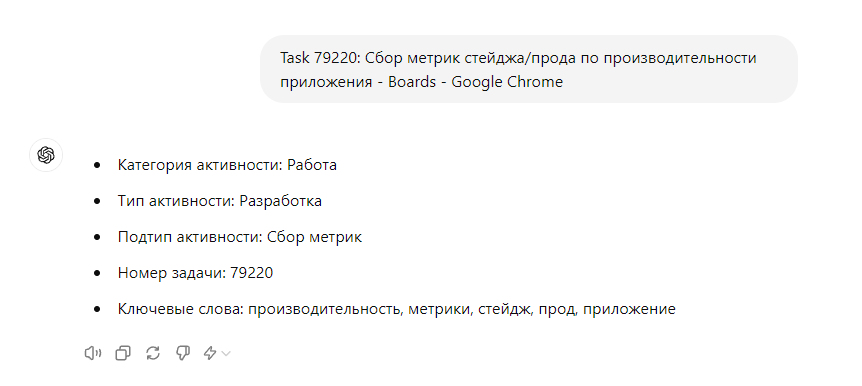 Task 79220: Сбор метрик стейджа/прода по производительности
приложения - Boards - Google Chrome
• Категория активности: Работа
• Тип активности: Разработка
• Подтип активности: Сбор метрик
• Номер задачи: 79220
• Ключевые слова: производительность, метрики, стейдж, прод, приложение